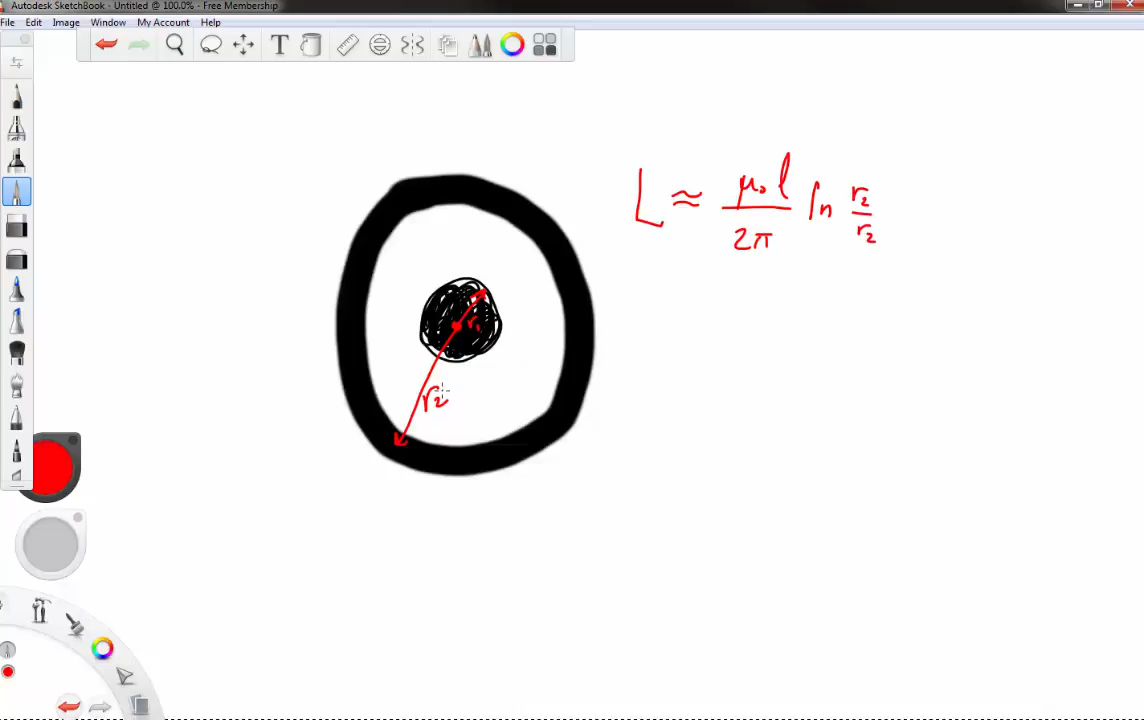 Autodesk SketchBook - Untitled @ 100.0% - Free Membership
File Edit Image Window My Account Help
T
L ≈ μ₀ l / 2π ln r₂ / r₂
r₁
r₂